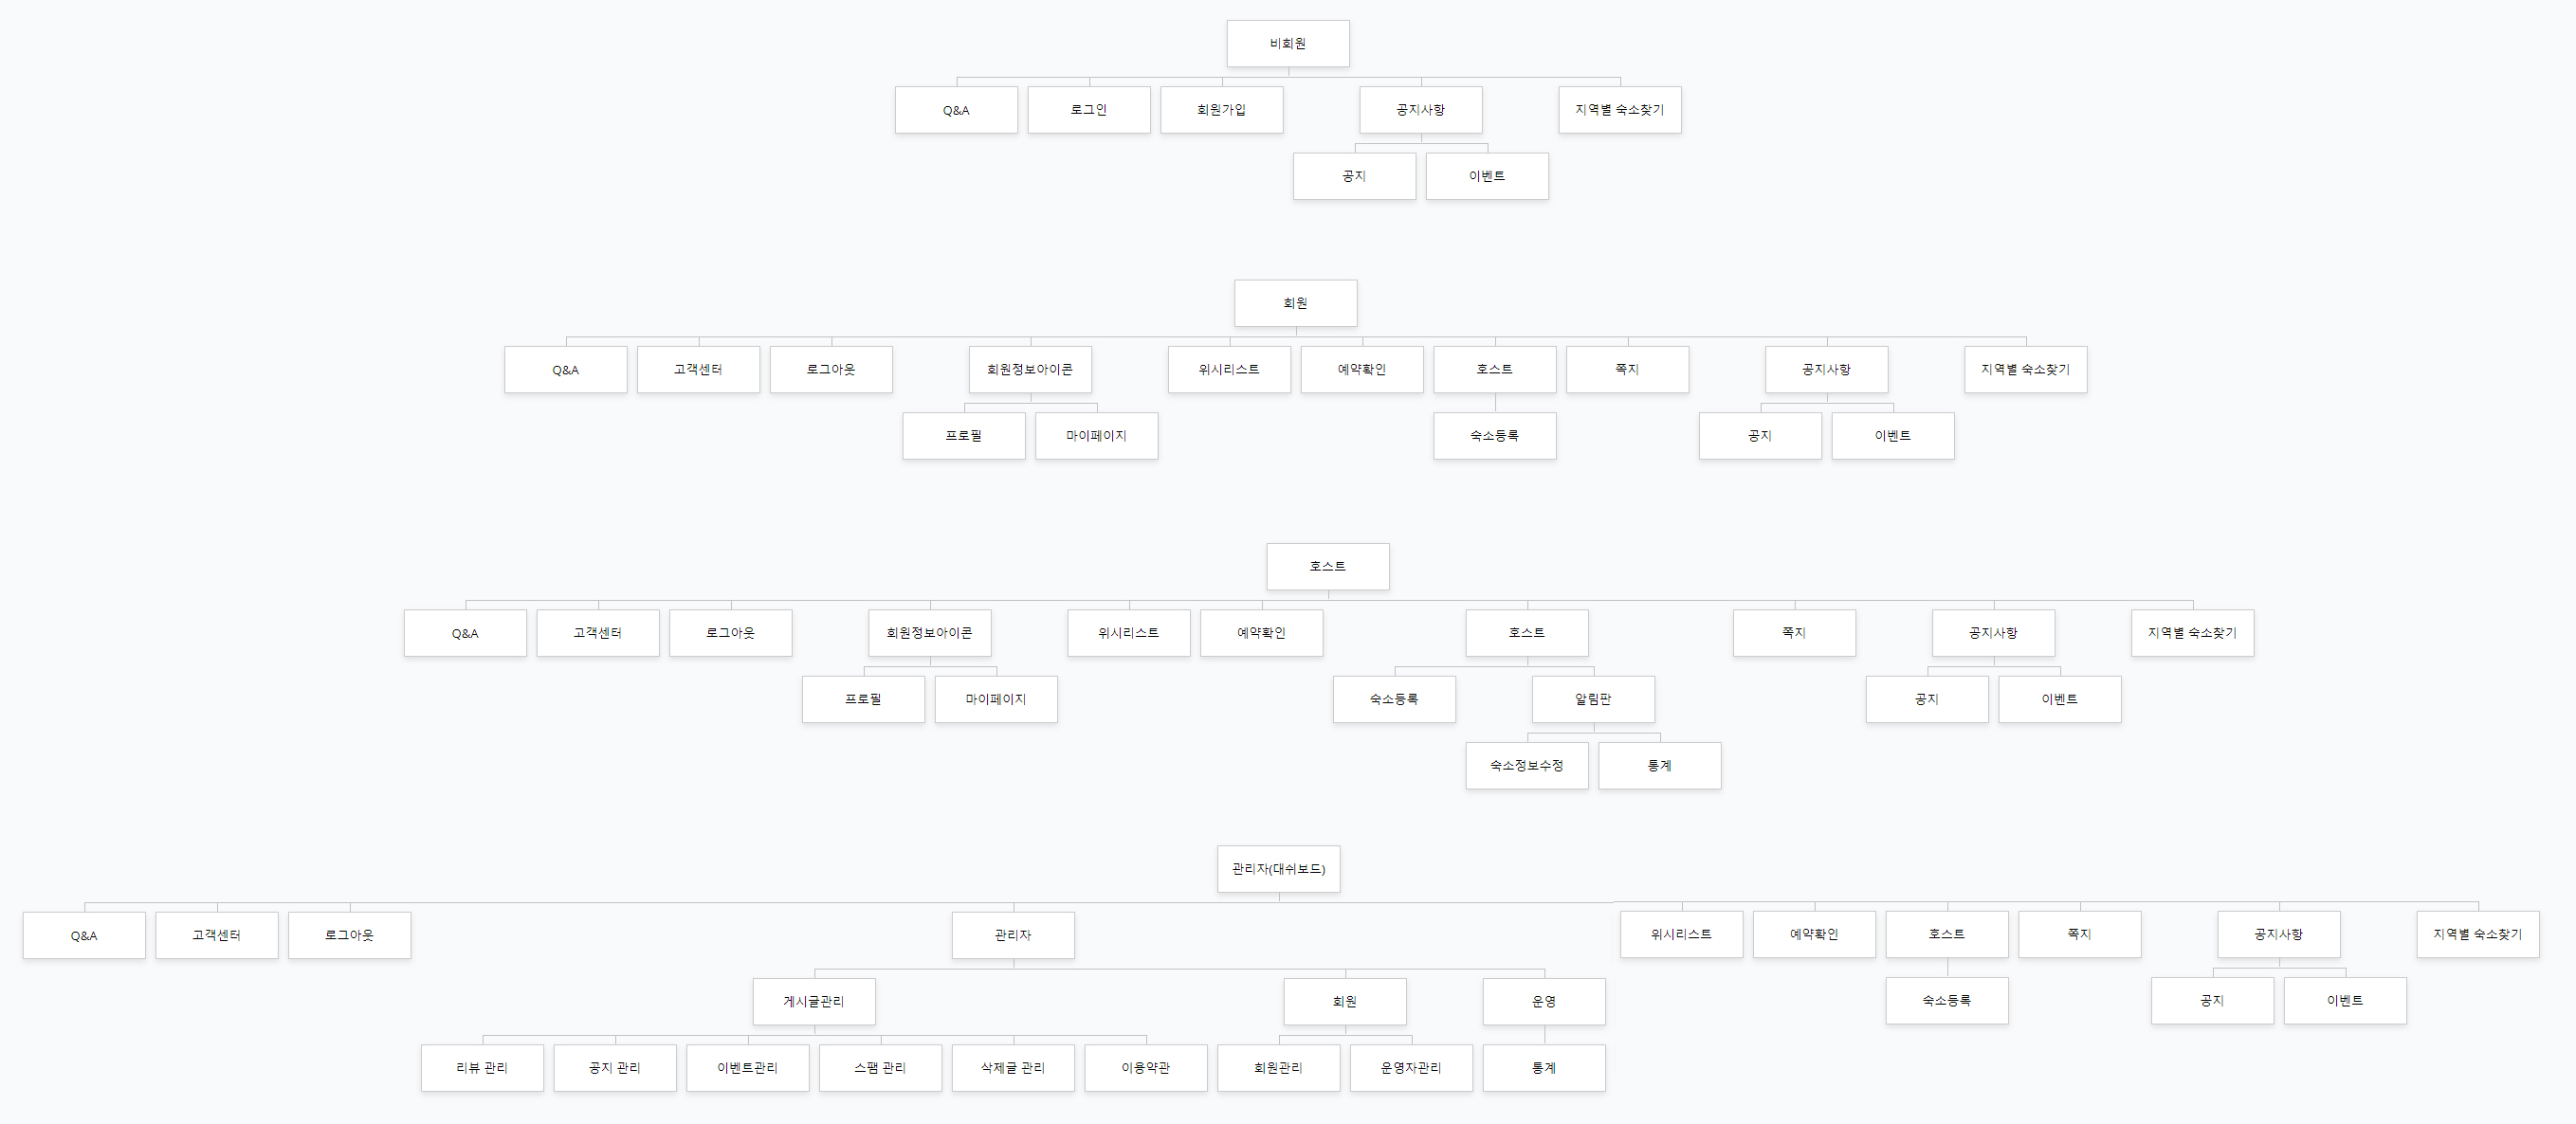 비회원
Q&A
로그인
회원가입
공지사항
지역별 숙소찾기
공지
이벤트
회원
Q&A
고객센터
로그아웃
회원정보아이콘
위시리스트
예약확인
호스트
쪽지
공지사항
지역별 숙소찾기
프로필
마이페이지
숙소등록
공지
이벤트
호스트
Q&A
고객센터
로그아웃
회원정보아이콘
위시리스트
예약확인
호스트
쪽지
공지사항
지역별 숙소찾기
프로필
마이페이지
숙소등록
알림판
공지
이벤트
숙소정보수정
통계
관리자(대쉬보드)
Q&A
고객센터
로그아웃
관리자
위시리스트
예약확인
호스트
쪽지
공지사항
지역별 숙소찾기
게시글관리
회원
운영
숙소등록
공지
이벤트
리뷰 관리
공지 관리
이벤트관리
스팸 관리
삭제글 관리
이용약관
회원관리
운영자관리
통계